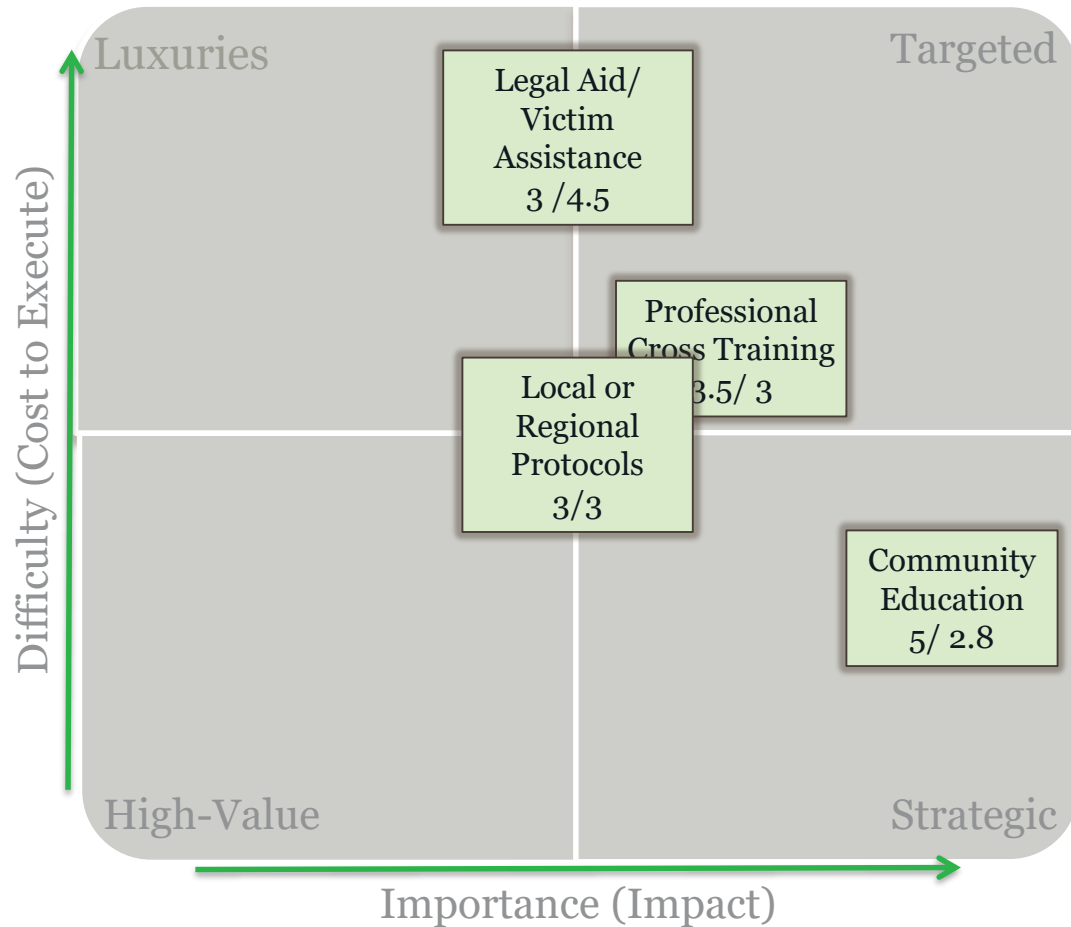 Luxuries
Targeted
Legal Aid/
Victim
Assistance
3 /4.5
Professional
Cross Training
3.5/ 3
Local or
Regional
Protocols
3/3
Community
Education
5/ 2.8
High-Value
Strategic
Difficulty (Cost to Execute)
Importance (Impact)